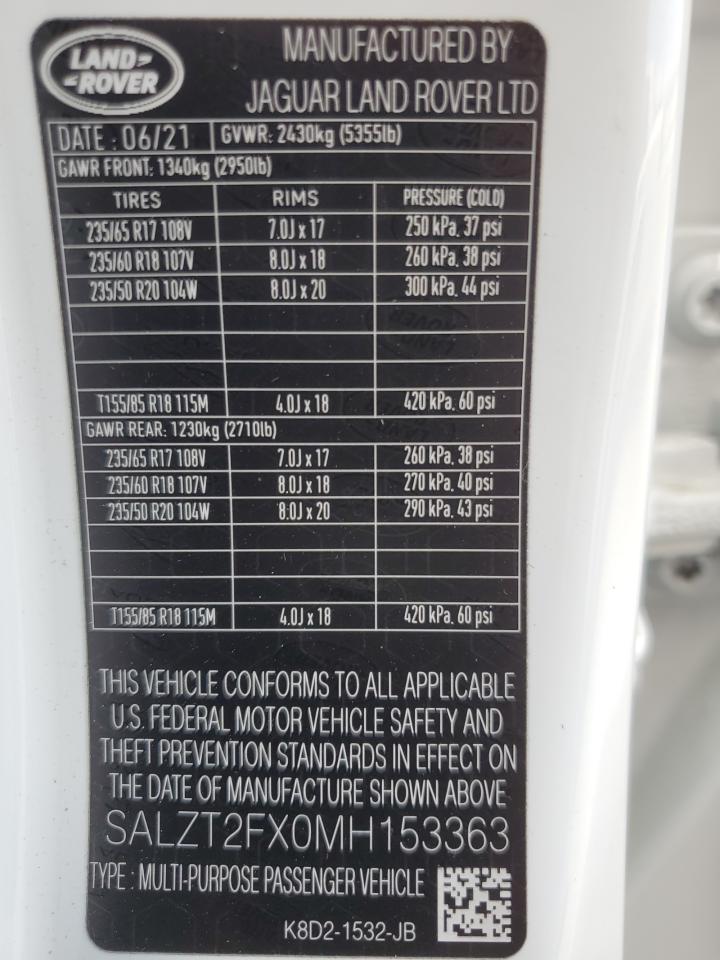 LAND ROVER
MANUFACTURED BY
JAGUAR LAND ROVER LTD
DATE : 06/21 GVWR: 2430kg (5355lb)
GAWR FRONT: 1340kg (2950lb)
TIRES RIMS PRESSURE (COLD)
235/65 R17 108V 7.0J x 17 250 kPa, 37 psi
235/60 R18 107V 8.0J x 18 260 kPa, 38 psi
235/50 R20 104W 8.0J x 20 300 kPa, 44 psi
T155/85 R18 115M 4.0J x 18 420 kPa, 60 psi
GAWR REAR: 1230kg (2710lb)
235/65 R17 108V 7.0J x 17 260 kPa, 38 psi
235/60 R18 107V 8.0J x 18 270 kPa, 40 psi
235/50 R20 104W 8.0J x 20 290 kPa, 43 psi
T155/85 R18 115M 4.0J x 18 420 kPa, 60 psi
THIS VEHICLE CONFORMS TO ALL APPLICABLE
U.S. FEDERAL MOTOR VEHICLE SAFETY AND
THEFT PREVENTION STANDARDS IN EFFECT ON
THE DATE OF MANUFACTURE SHOWN ABOVE
SALZT2FX0MH153363
TYPE : MULTI-PURPOSE PASSENGER VEHICLE
K8D2-1532-JB